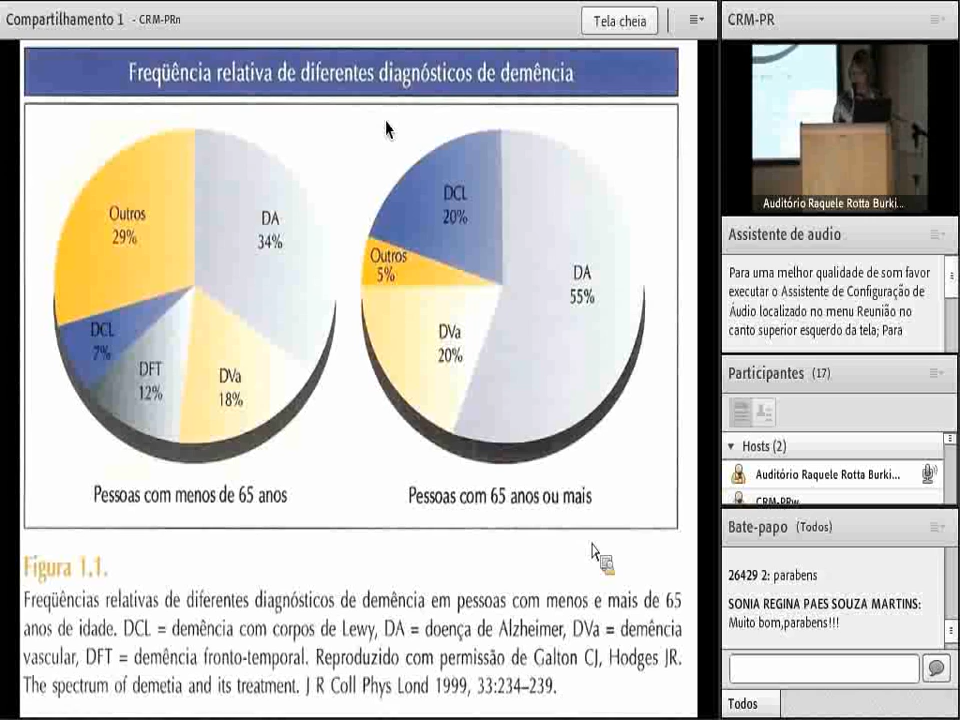 Compartilhamento 1 - CRM-PRn
Tela cheia
Freqüência relativa de diferentes diagnósticos de demência
Outros
29%
DA
34%
DCL
7%
DFT
12%
DVa
18%
Pessoas com menos de 65 anos
DCL
20%
Outros
5%
DA
55%
DVa
20%
Pessoas com 65 anos ou mais
Figura 1.1.
Freqüências relativas de diferentes diagnósticos de demência em pessoas com menos e mais de 65
anos de idade. DCL = demência com corpos de Lewy, DA = doença de Alzheimer, DVa = demência
vascular, DFT = demência fronto-temporal. Reproduzido com permissão de Galton CJ, Hodges JR.
The spectrum of demetia and its treatment. J R Coll Phys Lond 1999, 33:234–239.
CRM-PR
Auditório Raquele Rotta Burki...
Assistente de audio
Para uma melhor qualidade de som favor
executar o Assistente de Configuração de
Áudio localizado no menu Reunião no
canto superior esquerdo da tela; Para
Participantes (17)
Hosts (2)
Auditório Raquele Rotta Burki...
CRM-PRw
Bate-papo (Todos)
26429 2: parabens
SONIA REGINA PAES SOUZA MARTINS:
Muito bom,parabens!!!
Todos